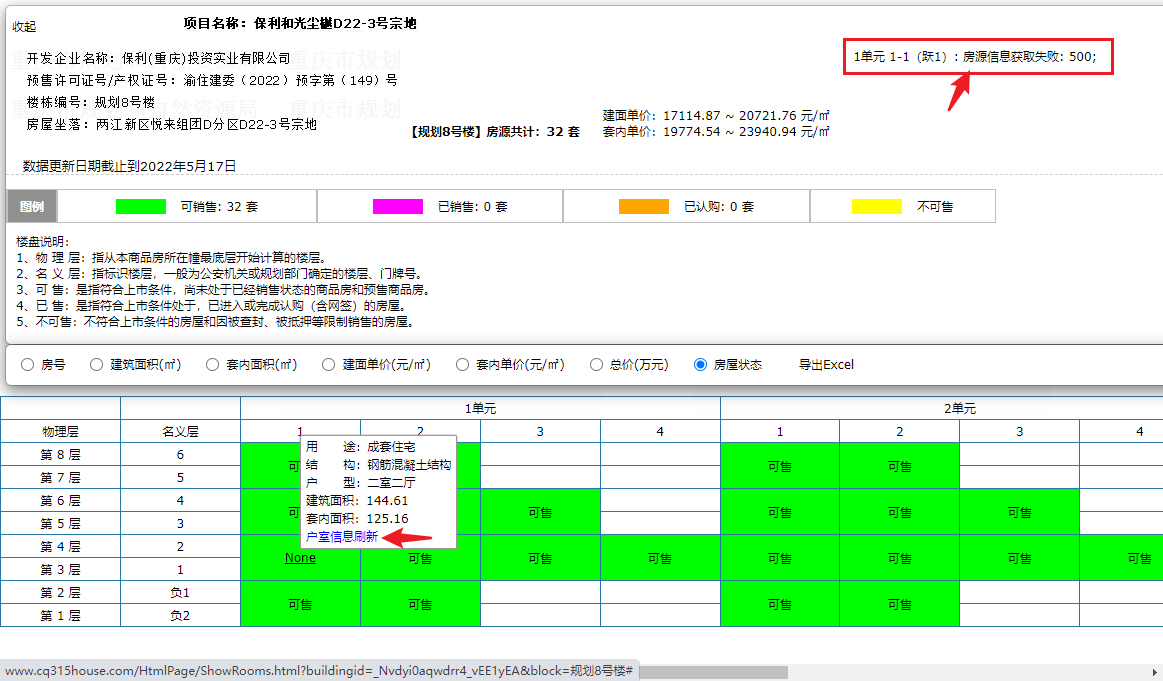 收起
项目名称：保利和光尘樾D22-3号宗地
开发企业名称：保利(重庆)投资实业有限公司
预售许可证号/产权证号：渝住建委（2022）预字第（149）号
楼栋编号：规划8号楼
房屋坐落：两江新区悦来组团D分区D22-3号宗地
1单元 1-1（跃1）: 房源信息获取失败: 500;
【规划8号楼】房源共计：32 套
建面单价： 17114.87 ~ 20721.76 元/㎡
套内单价： 19774.54 ~ 23940.94 元/㎡
数据更新日期截止到2022年5月17日
图例 可销售: 32 套 已销售: 0 套 已认购: 0 套 不可售
楼盘说明：
1、物 理 层：指从本商品房所在幢最底层开始计算的楼层。
2、名 义 层：指标识楼层，一般为公安机关或规划部门确定的楼层、门牌号。
3、可 售：是指符合上市条件，尚未处于已经销售状态的商品房和预售商品房。
4、已 售：是指符合上市条件处于，已进入或完成认购（含网签）的房屋。
5、不可售：不符合上市条件的房屋和因被查封、被抵押等限制销售的房屋。
房号 建筑面积(㎡) 套内面积(㎡) 建面单价(元/㎡) 套内单价(元/㎡) 总价(万元) 房屋状态 导出Excel
1单元 2单元
物理层 名义层 1 2 3 4 1 2 3 4
第 8 层 6 可 可售 可售
第 7 层 5
第 6 层 4 可 可售 可售 可售 可售
第 5 层 3
第 4 层 2 None 可售 可售 可售 可售 可售 可售 可售
第 3 层 1
第 2 层 负1 可售 可售 可售 可售
第 1 层 负2
用 途：成套住宅
结 构：钢筋混凝土结构
户 型：二室二厅
建筑面积：144.61
套内面积：125.16
户室信息刷新
www.cq315house.com/HtmlPage/ShowRooms.html?buildingid=_Nvdyi0aqwdrr4_vEE1yEA&block=规划8号楼#